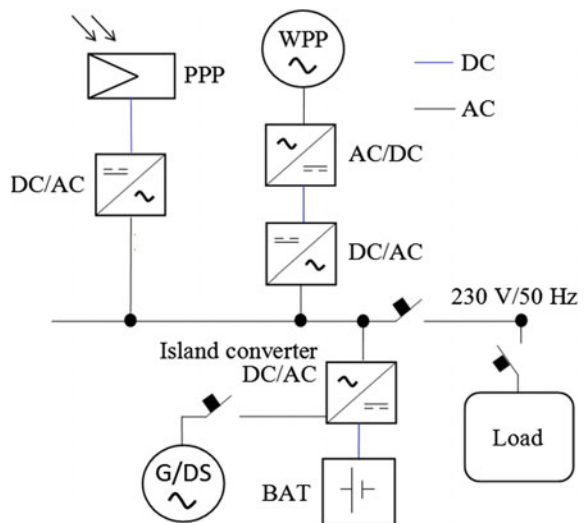 PPP
WPP
DC
AC
DC/AC
AC/DC
DC/AC
230 V/50 Hz
Island converter
DC/AC
G/DS
BAT
Load